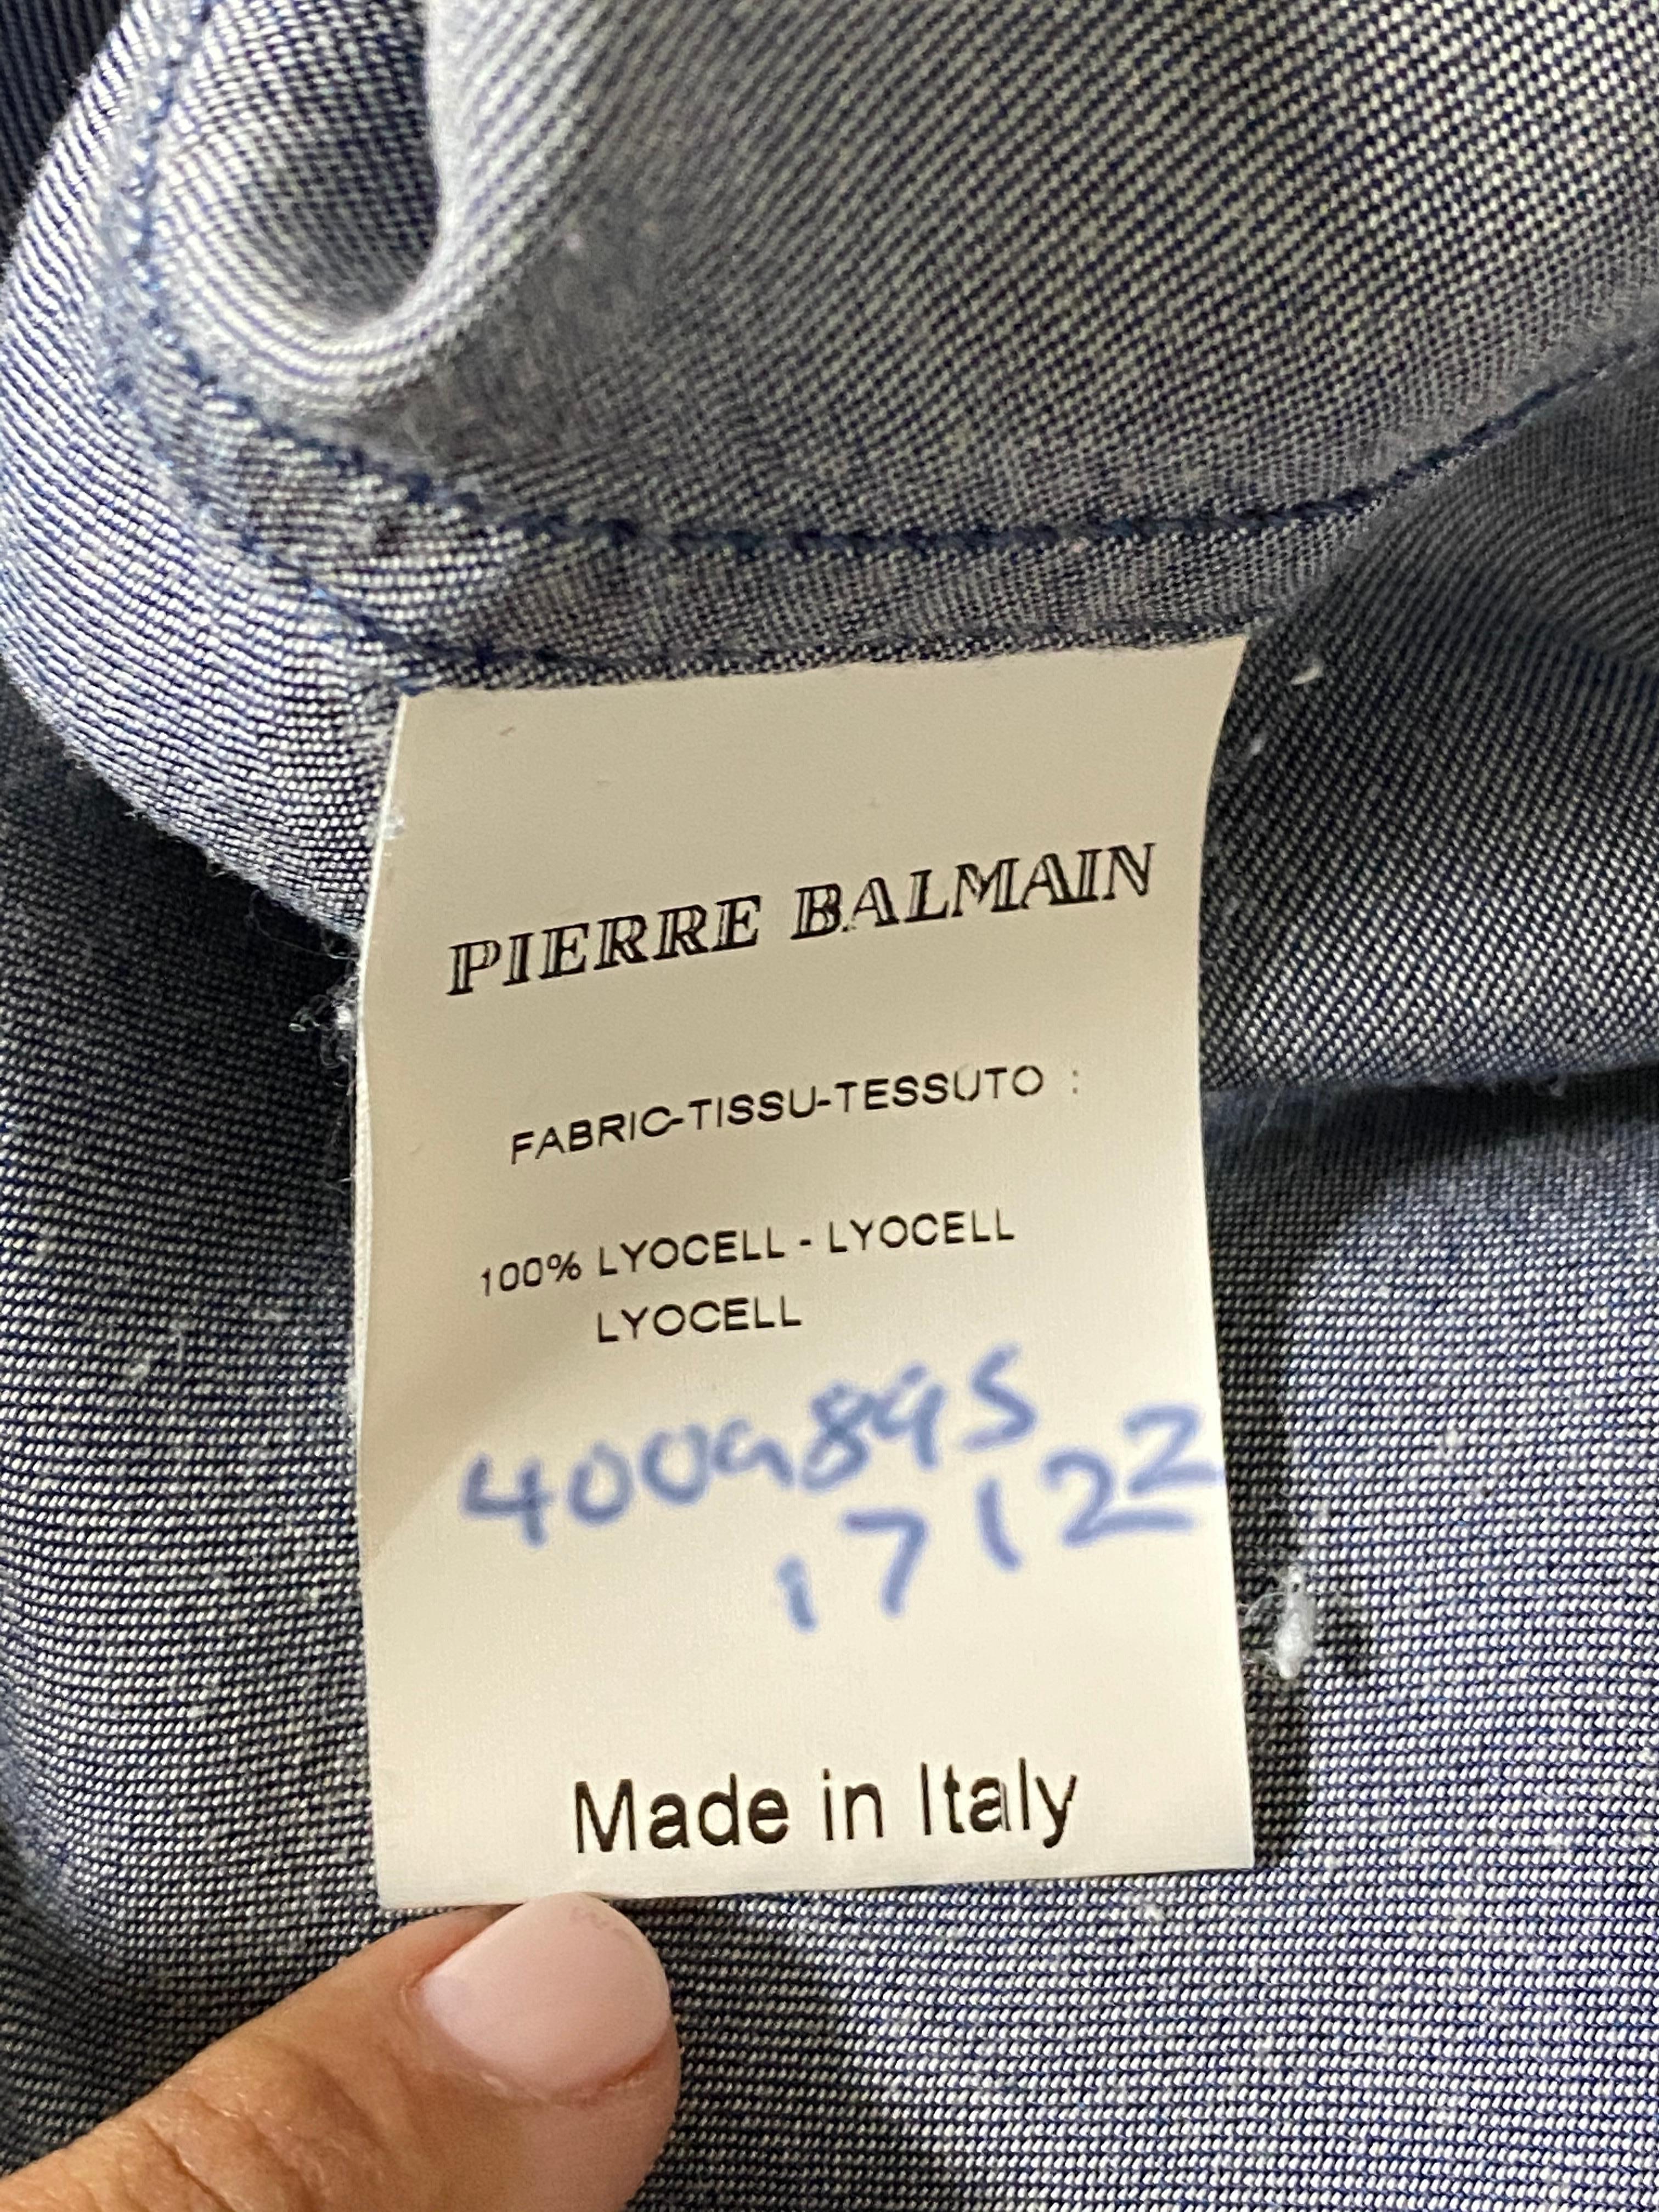 PIERRE BALMAIN
FABRIC-TISSU-TESSUTO :
100% LYOCELL - LYOCELL
LYOCELL
4009895
17122
Made in Italy